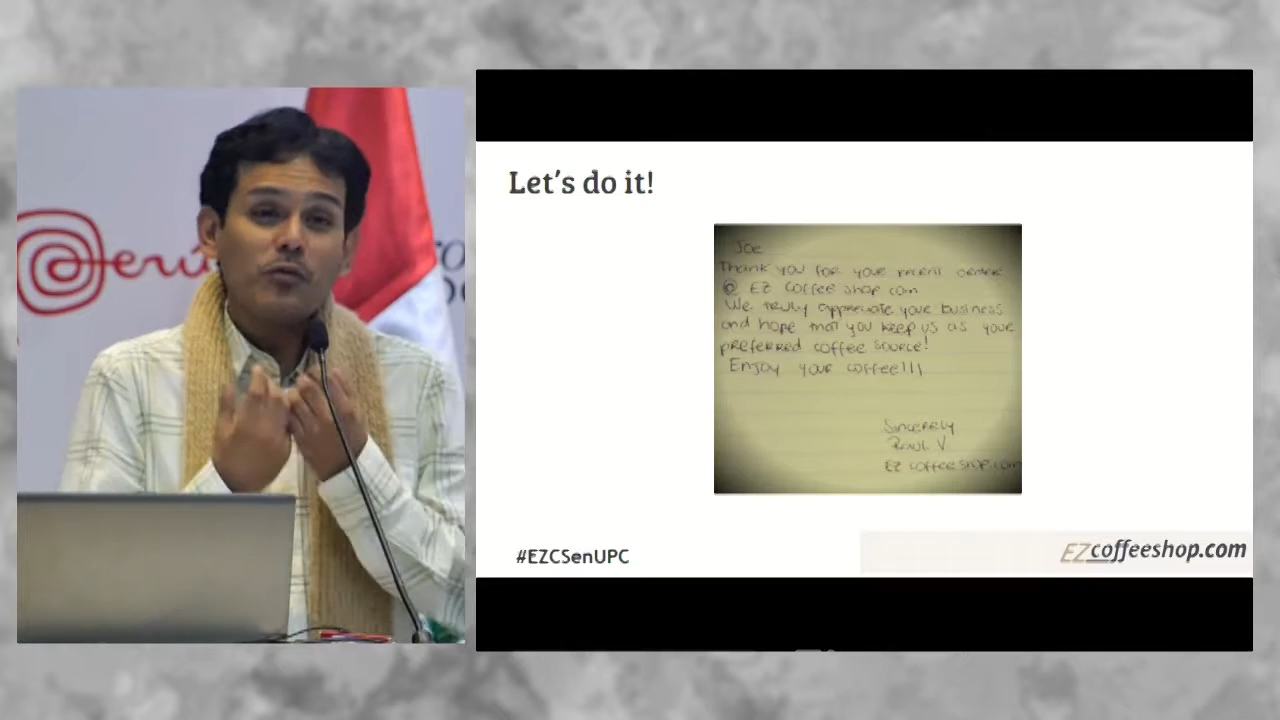 Perú
Let's do it!
Joe
Thank you for your recent order
@ EZ Coffee Shop.com
We truly appreciate your business
and hope that you keep us as your
preferred coffee source!
Enjoy your coffee!!!
Sincerely
Raul V
EZ coffeeshop.com
#EZCSenUPC
EZcoffeeshop.com